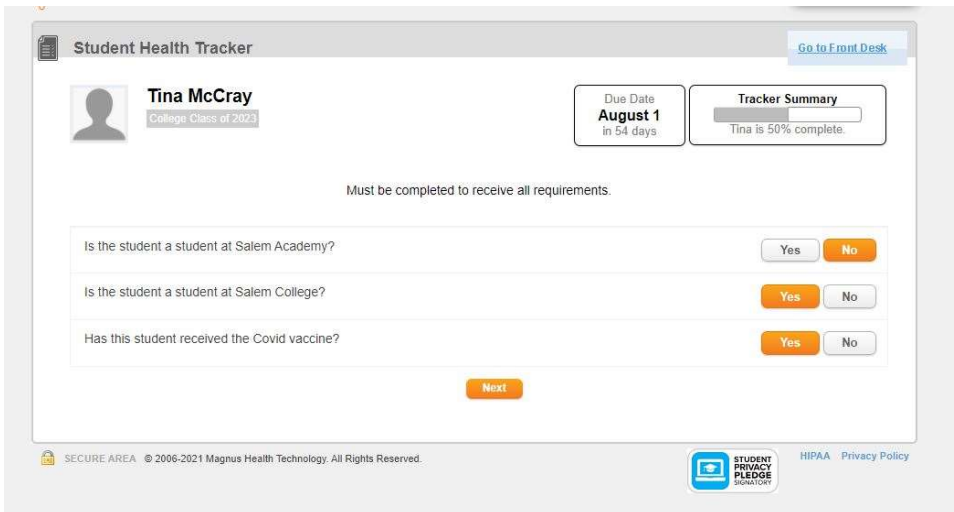 Student Health Tracker
Go to Front Desk
Tina McCray
College Class of 2023
Due Date
August 1
in 54 days
Tracker Summary
Tina is 50% complete.
Must be completed to receive all requirements.
Is the student a student at Salem Academy?
Yes No
Is the student a student at Salem College?
Yes No
Has this student received the Covid vaccine?
Yes No
Next
SECURE AREA © 2006-2021 Magnus Health Technology. All Rights Reserved.
STUDENT
PRIVACY
PLEDGE
SIGNATORY
HIPAA Privacy Policy